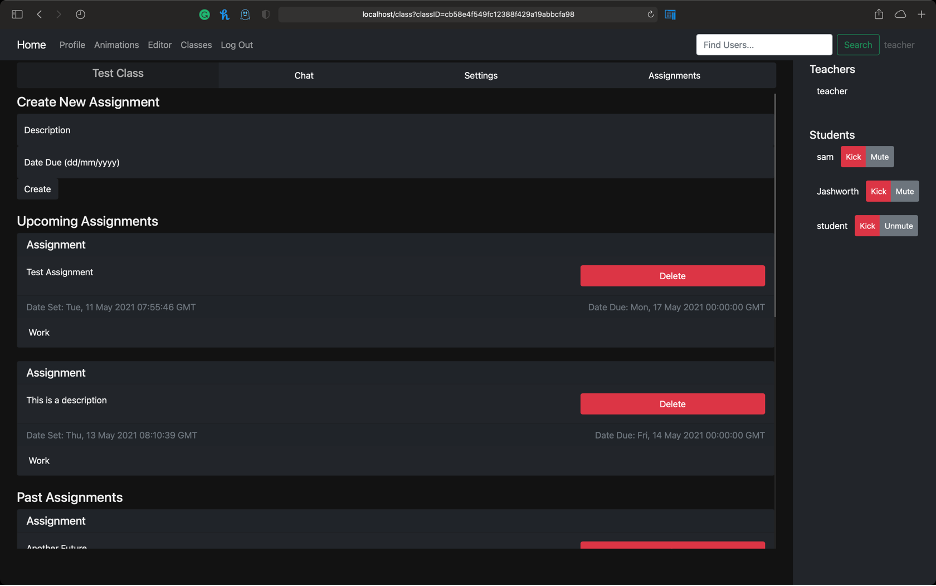 localhost/class?classID=cb58e4f549fc12388f429a19abbcfa98
Home Profile Animations Editor Classes Log Out Find Users... Search teacher
Test Class Chat Settings Assignments
Create New Assignment
Description
Date Due (dd/mm/yyyy)
Create
Upcoming Assignments
Assignment
Test Assignment Delete
Date Set: Tue, 11 May 2021 07:55:46 GMT Date Due: Mon, 17 May 2021 00:00:00 GMT
Work
Assignment
This is a description Delete
Date Set: Thu, 13 May 2021 08:10:39 GMT Date Due: Fri, 14 May 2021 00:00:00 GMT
Work
Past Assignments
Assignment
Another Future
Teachers
teacher
Students
sam Kick Mute
Jashworth Kick Mute
student Kick Unmute